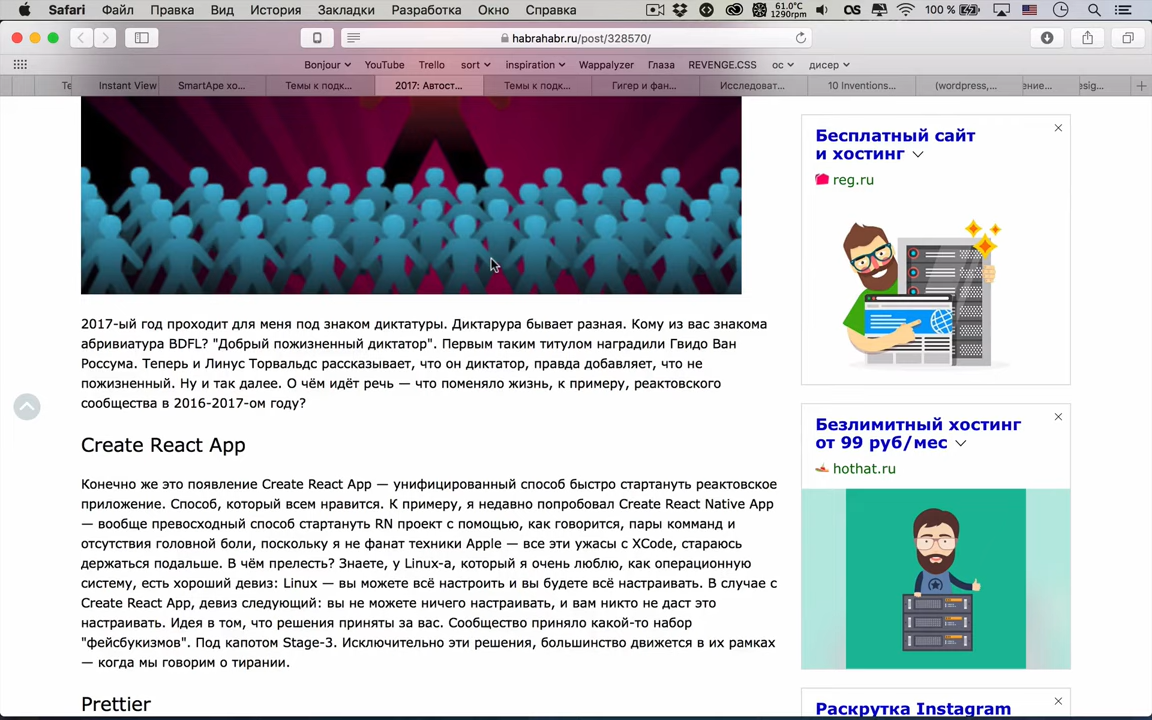 Safari Файл Правка Вид История Закладки Разработка Окно Справка 61.0°C 1290rpm 100 %
habrahabr.ru/post/328570/
Bonjour YouTube Trello sort inspiration Wappalyzer Глаза REVENGE.CSS ос дисер
Те Instant View SmartApe хо... Темы к подк... 2017: Автост... Темы к подк... Гигер и фан... Исследоват... 10 Inventions... (wordpress,... ение... esig...
2017-ый год проходит для меня под знаком диктатуры. Диктарура бывает разная. Кому из вас знакома
абривиатура BDFL? "Добрый пожизненный диктатор". Первым таким титулом наградили Гвидо Ван
Россума. Теперь и Линус Торвальдс рассказывает, что он диктатор, правда добавляет, что не
пожизненный. Ну и так далее. О чём идёт речь — что поменяло жизнь, к примеру, реактовского
сообщества в 2016-2017-ом году?
Create React App
Конечно же это появление Create React App — унифицированный способ быстро стартануть реактовское
приложение. Способ, который всем нравится. К примеру, я недавно попробовал Create React Native App
— вообще превосходный способ стартануть RN проект с помощью, как говорится, пары комманд и
отсутствия головной боли, поскольку я не фанат техники Apple — все эти ужасы с XCode, стараюсь
держаться подальше. В чём прелесть? Знаете, у Linux-а, который я очень люблю, как операционную
систему, есть хороший девиз: Linux — вы можете всё настроить и вы будете всё настраивать. В случае с
Create React App, девиз следующий: вы не можете ничего настраивать, и вам никто не даст это
настраивать. Идея в том, что решения приняты за вас. Сообщество приняло какой-то набор
"фейсбукизмов". Под капотом Stage-3. Исключительно эти решения, большинство движется в их рамках
— когда мы говорим о тирании.
Prettier
Бесплатный сайт
и хостинг
reg.ru
Безлимитный хостинг
от 99 руб/мес
hothat.ru
Раскрутка Instagram